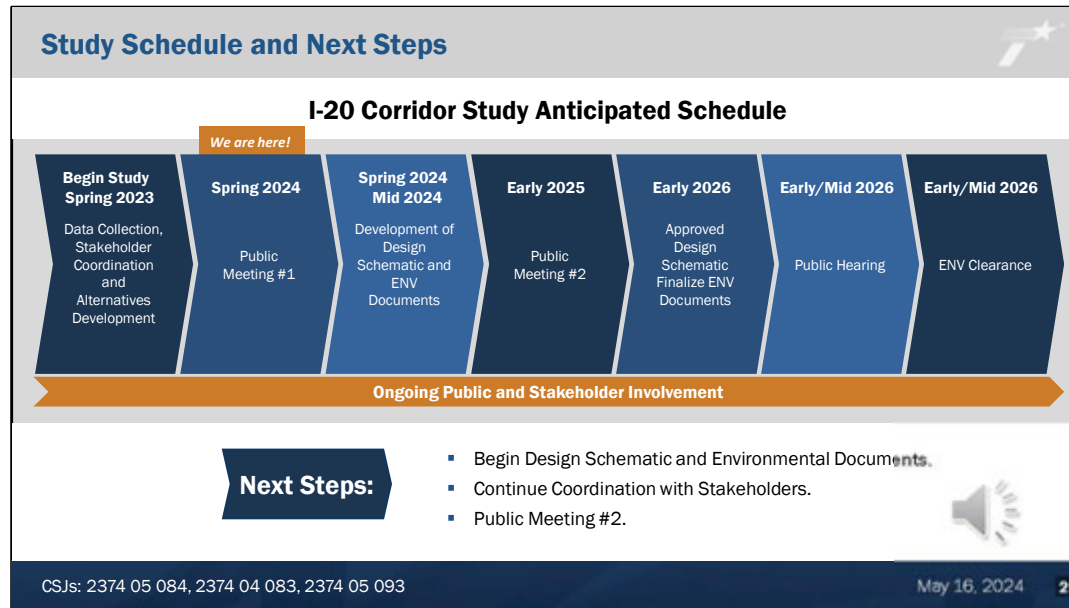 Study Schedule and Next Steps
I-20 Corridor Study Anticipated Schedule
We are here!
Begin Study
Spring 2023
Data Collection,
Stakeholder
Coordination
and
Alternatives
Development
Spring 2024
Public
Meeting #1
Spring 2024
Mid 2024
Development of
Design
Schematic and
ENV
Documents
Early 2025
Public
Meeting #2
Early 2026
Approved
Design
Schematic
Finalize ENV
Documents
Early/Mid 2026
Public Hearing
Early/Mid 2026
ENV Clearance
Ongoing Public and Stakeholder Involvement
Next Steps:
▪ Begin Design Schematic and Environmental Documents.
▪ Continue Coordination with Stakeholders.
▪ Public Meeting #2.
CSJs: 2374 05 084, 2374 04 083, 2374 05 093
May 16, 2024